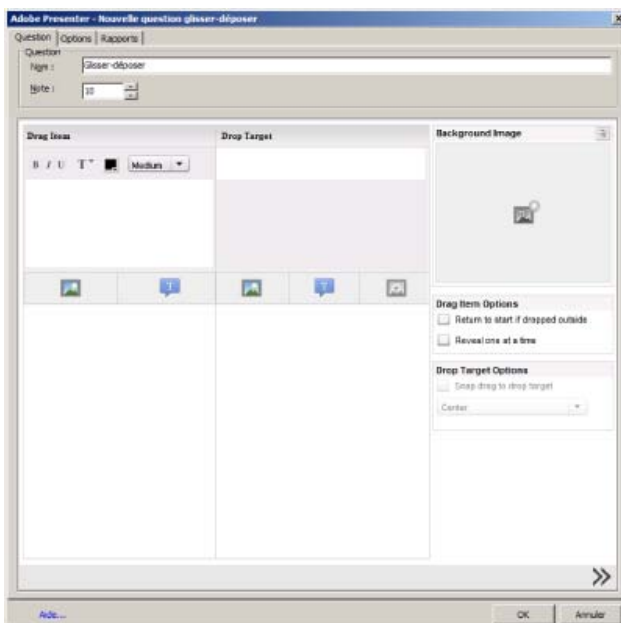 Adobe Presenter - Nouvelle question glisser-déposer
Question Options Rapports
Question
Nom : Glisser-déposer
Note : 10
Drag Item Drop Target Background Image
B I U T Medium
Drag Item Options
Return to start if dropped outside
Reveal one at a time
Drop Target Options
Snap drag to drop target
Center
Aide... OK Annuler